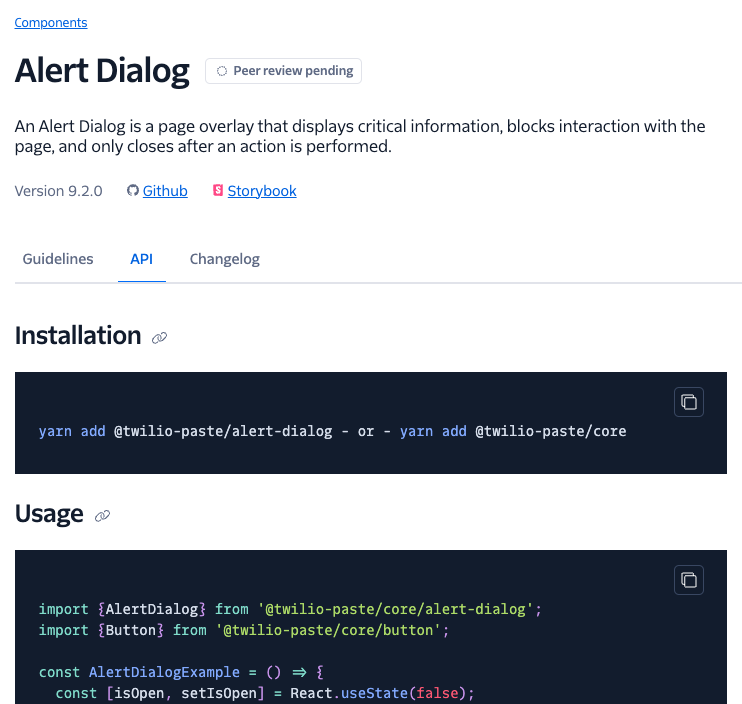 Components
Alert Dialog
Peer review pending
An Alert Dialog is a page overlay that displays critical information, blocks interaction with the
page, and only closes after an action is performed.
Version 9.2.0 Github Storybook
Guidelines API Changelog
Installation
yarn add @twilio-paste/alert-dialog - or - yarn add @twilio-paste/core
Usage
import {AlertDialog} from '@twilio-paste/core/alert-dialog';
import {Button} from '@twilio-paste/core/button';
const AlertDialogExample = () => {
const [isOpen, setIsOpen] = React.useState(false);